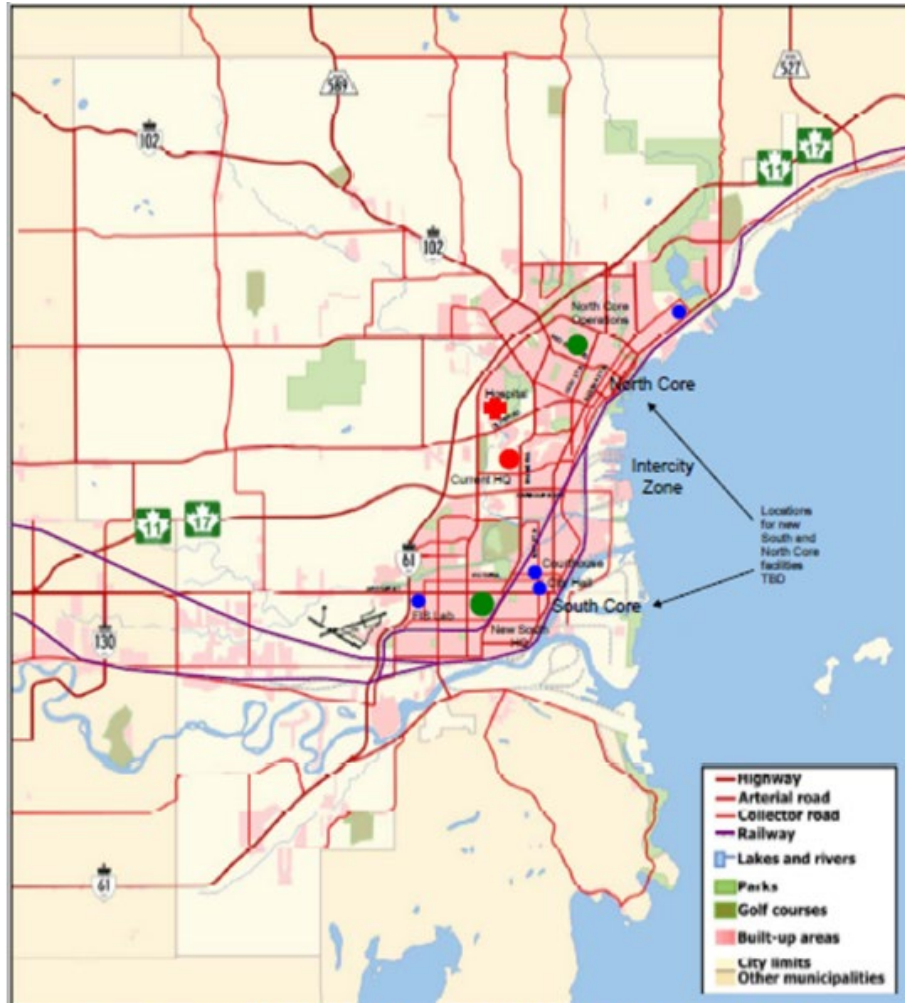 589
527
102
11
17
102
North Core
Operations
North Core
Hospital
Current HQ
Intercity
Zone
Locations
for new
South and
North Core
facilities
TBD
11
17
61
Courthouse
City Hall
South Core
FIS Lab
New South
HQ
130
61
Highway
Arterial road
Collector road
Railway
Lakes and rivers
Parks
Golf courses
Built-up areas
City limits
Other municipalities